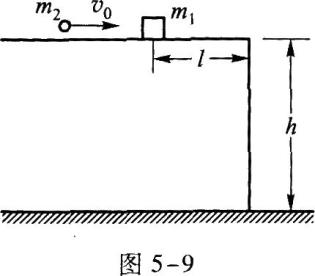 m₂ v₀ m₁
l
h
图 5-9